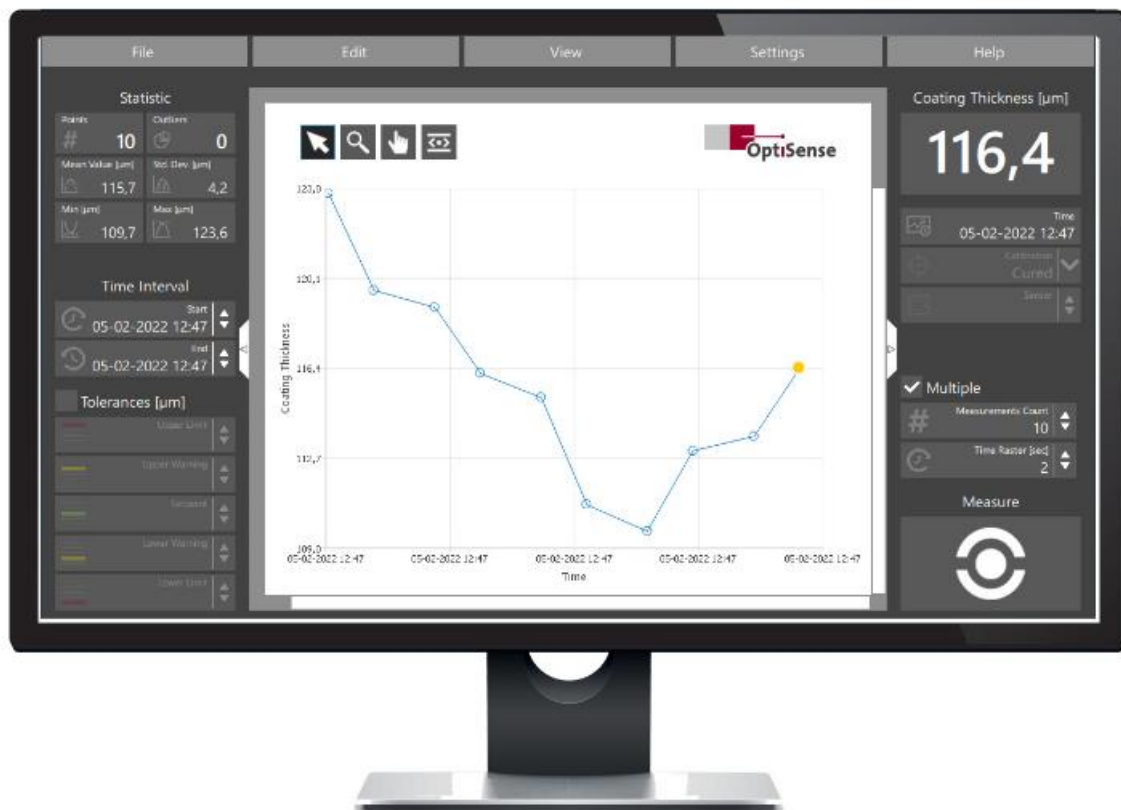 File Edit View Settings Help
Statistic
Points
# 10
Outliers
0
Mean Value [µm]
115,7
Std. Dev. [µm]
4,2
Min [µm]
109,7
Max [µm]
123,6
Time Interval
Start
05-02-2022 12:47
End
05-02-2022 12:47
Tolerances [µm]
Upper Limit
Upper Warning
Setpoint
Lower Warning
Lower Limit
OptiSense
Coating Thickness
123,0
120,1
116,4
112,7
109,0
05-02-2022 12:47 05-02-2022 12:47 05-02-2022 12:47 05-02-2022 12:47 05-02-2022 12:47
Time
Coating Thickness [µm]
116,4
Time
05-02-2022 12:47
Calibration
Cured
Sensor
Multiple
Measurements Count
# 10
Time Raster [sec]
2
Measure